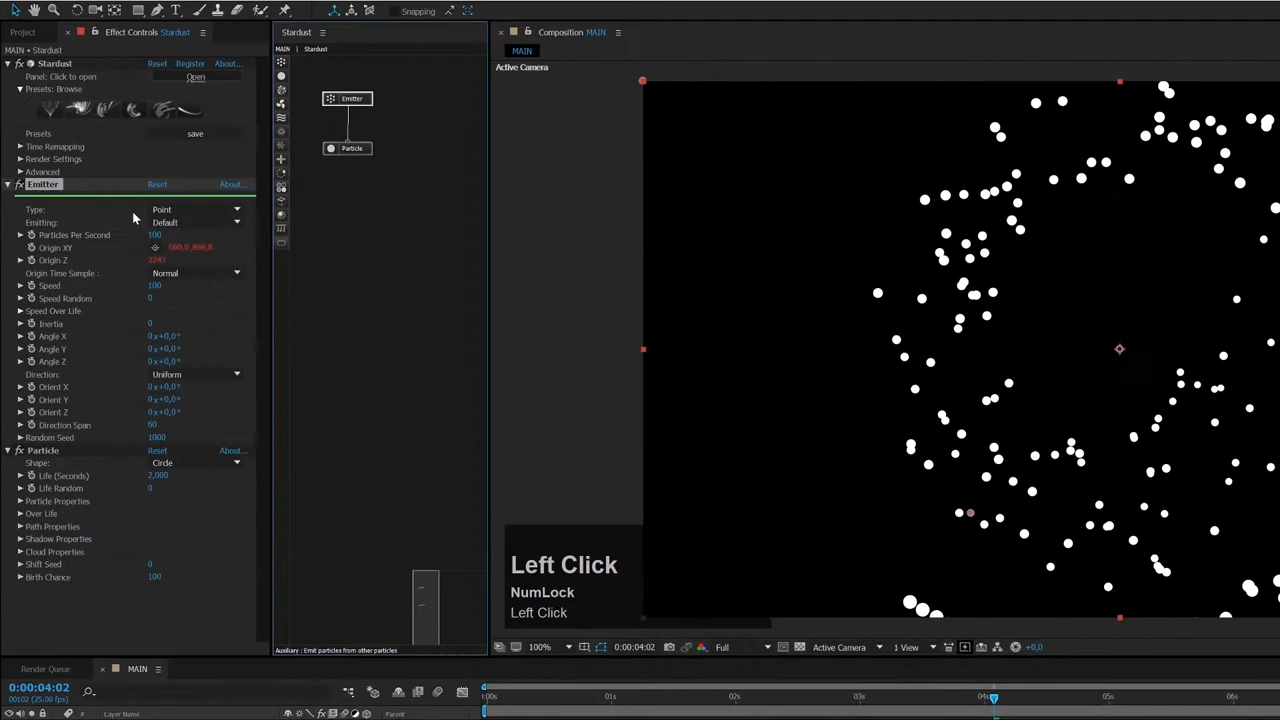 Snapping
Project
Effect Controls Stardust
Stardust
Composition MAIN
MAIN • Stardust
MAIN
Stardust
MAIN
Stardust
Reset
Register
About...
Active Camera
Panel: Click to open
Open
Presets: Browse
Emitter
Presets
save
Time Remapping
Particle
Render Settings
Advanced
Emitter
Reset
About...
Type:
Point
Emitting:
Default
Particles Per Second
100
Origin XY
660,0,869,8
Origin Z
2243
Origin Time Sample :
Normal
Speed
100
Speed Random
0
Speed Over Life
Inertia
0
Angle X
0x+0,0°
Angle Y
0x+0,0°
Angle Z
0x+0,0°
Direction:
Uniform
Orient X
0x+0,0°
Orient Y
0x+0,0°
Orient Z
0x+0,0°
Direction Span
60
Random Seed
1000
Particle
Reset
About...
Shape:
Circle
Life (Seconds)
2,000
Life Random
0
Particle Properties
Over Life
Path Properties
Shadow Properties
Cloud Properties
Shift Seed
0
Birth Chance
100
Left Click
NumLock
Left Click
Auxiliary : Emit particles from other particles
100%
0:00:04:02
Full
Active Camera
1 View
+0,0
Render Queue
MAIN
0:00:04:02
00102 (25.00 fps)
:00s
01s
02s
03s
04s
05s
06s
#
Layer Name
Parent